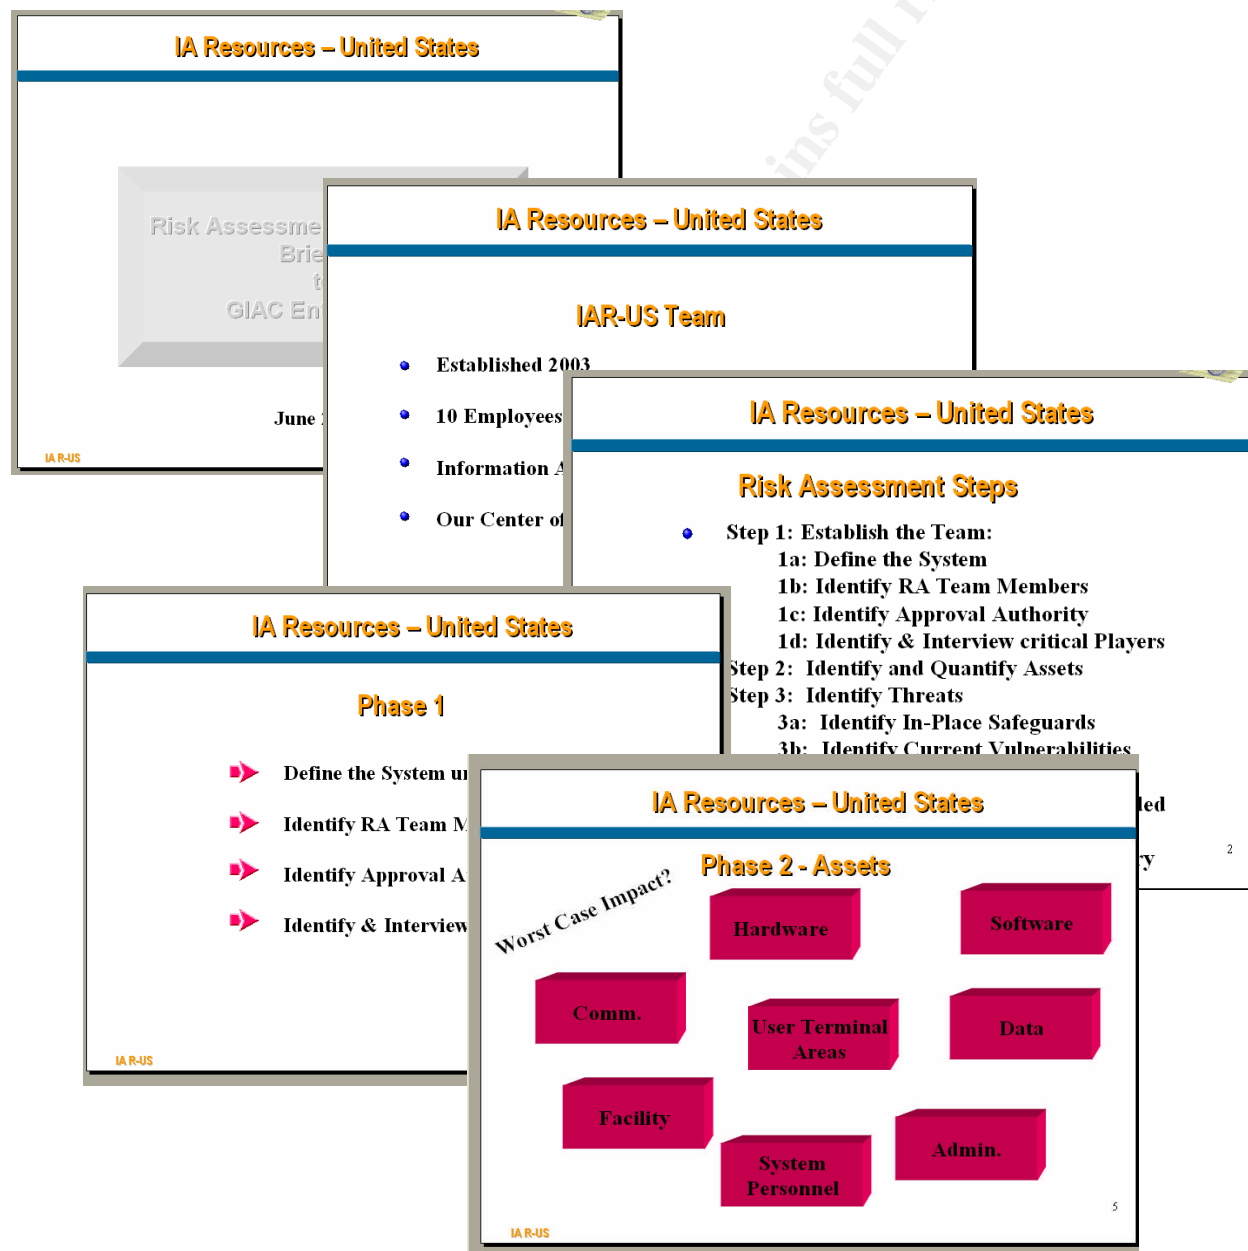 ins full r
IA Resources – United States
Risk
Brie
GIAC
June
IA R-US
IA Resources – United States
IAR-US Team
Established 2003
10 Employees
Information
Our Center of
IA Resources – United States
Risk Assessment Steps
Step 1: Establish the Team:
1a: Define the System
1b: Identify RA Team Members
1c: Identify Approval Authority
1d: Identify & Interview critical Players
Step 2: Identify and Quantify Assets
Step 3: Identify Threats
3a: Identify In-Place Safeguards
3b: Identify Current Vulnerabilities
2
IA Resources – United States
Phase 1
Define the System
Identify RA Team
Identify Approval
Identify & Interview
IA R-US
IA Resources – United States
Phase 2 - Assets
Worst Case Impact?
Hardware
Software
Comm.
User Terminal
Areas
Data
Facility
System
Personnel
Admin.
5
IA R-US